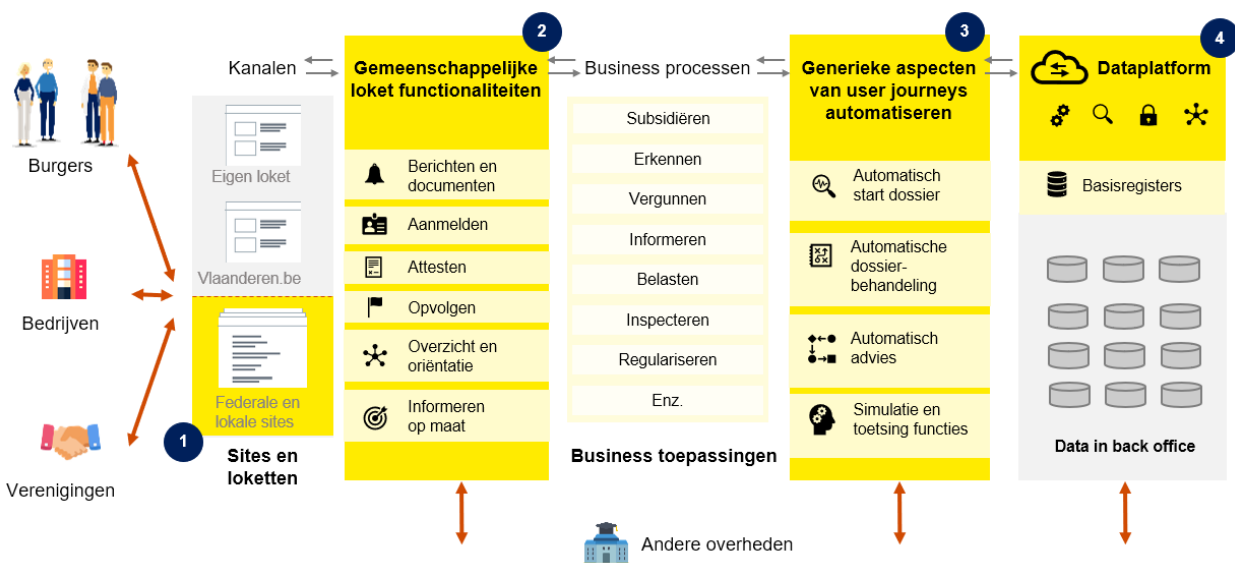 Burgers
Bedrijven
Verenigingen
Kanalen
Eigen loket
Vlaanderen.be
Federale en
lokale sites
1
Sites en
loketten
2
Gemeenschappelijke
loket functionaliteiten
Berichten en
documenten
Aanmelden
Attesten
Opvolgen
Overzicht en
oriëntatie
Informeren
op maat
Business processen
Subsidiëren
Erkennen
Vergunnen
Informeren
Belasten
Inspecteren
Regulariseren
Enz.
Business toepassingen
3
Generieke aspecten
van user journeys
automatiseren
Automatisch
start dossier
Automatische
dossier-
behandeling
Automatisch
advies
Simulatie en
toetsing functies
4
Dataplatform
Basisregisters
Data in back office
Andere overheden